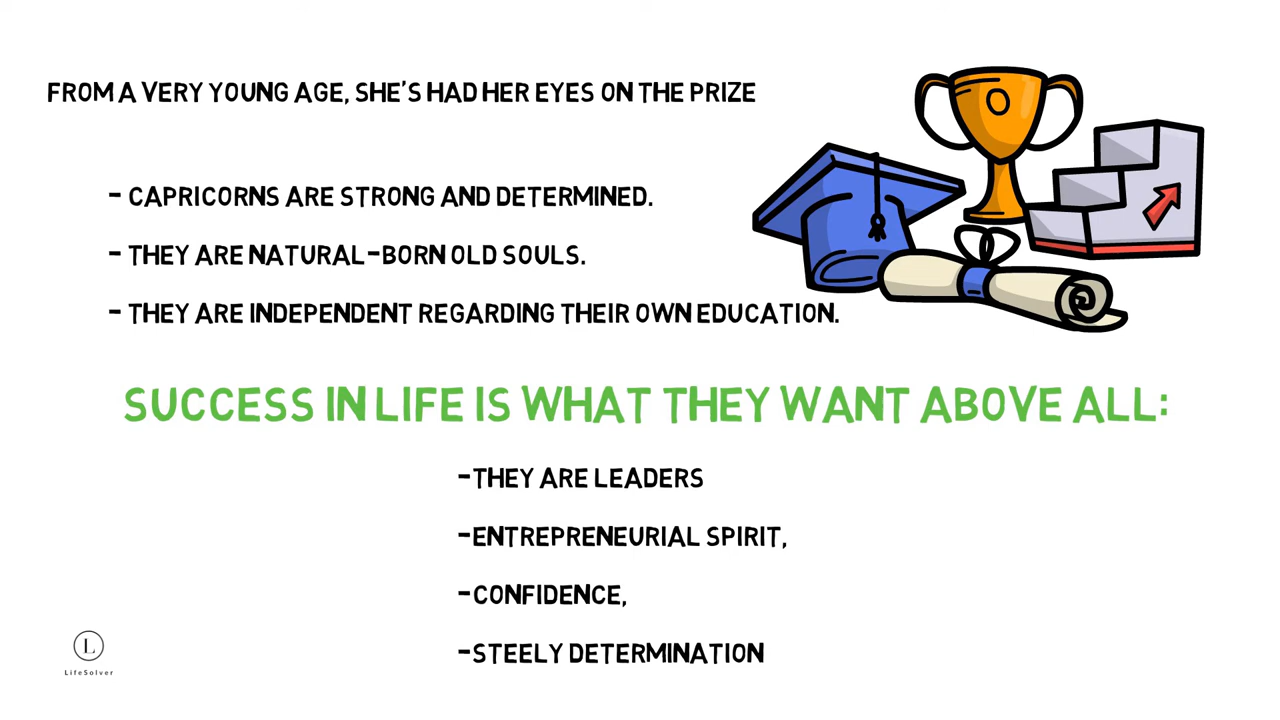 FROM A VERY YOUNG AGE, SHE'S HAD HER EYES ON THE PRIZE
- CAPRICORNS ARE STRONG AND DETERMINED.
- THEY ARE NATURAL-BORN OLD SOULS.
- THEY ARE INDEPENDENT REGARDING THEIR OWN EDUCATION.
SUCCESS IN LIFE IS WHAT THEY WANT ABOVE ALL:
-THEY ARE LEADERS
-ENTREPRENEURIAL SPIRIT,
-CONFIDENCE,
-STEELY DETERMINATION
L
LifeSolver